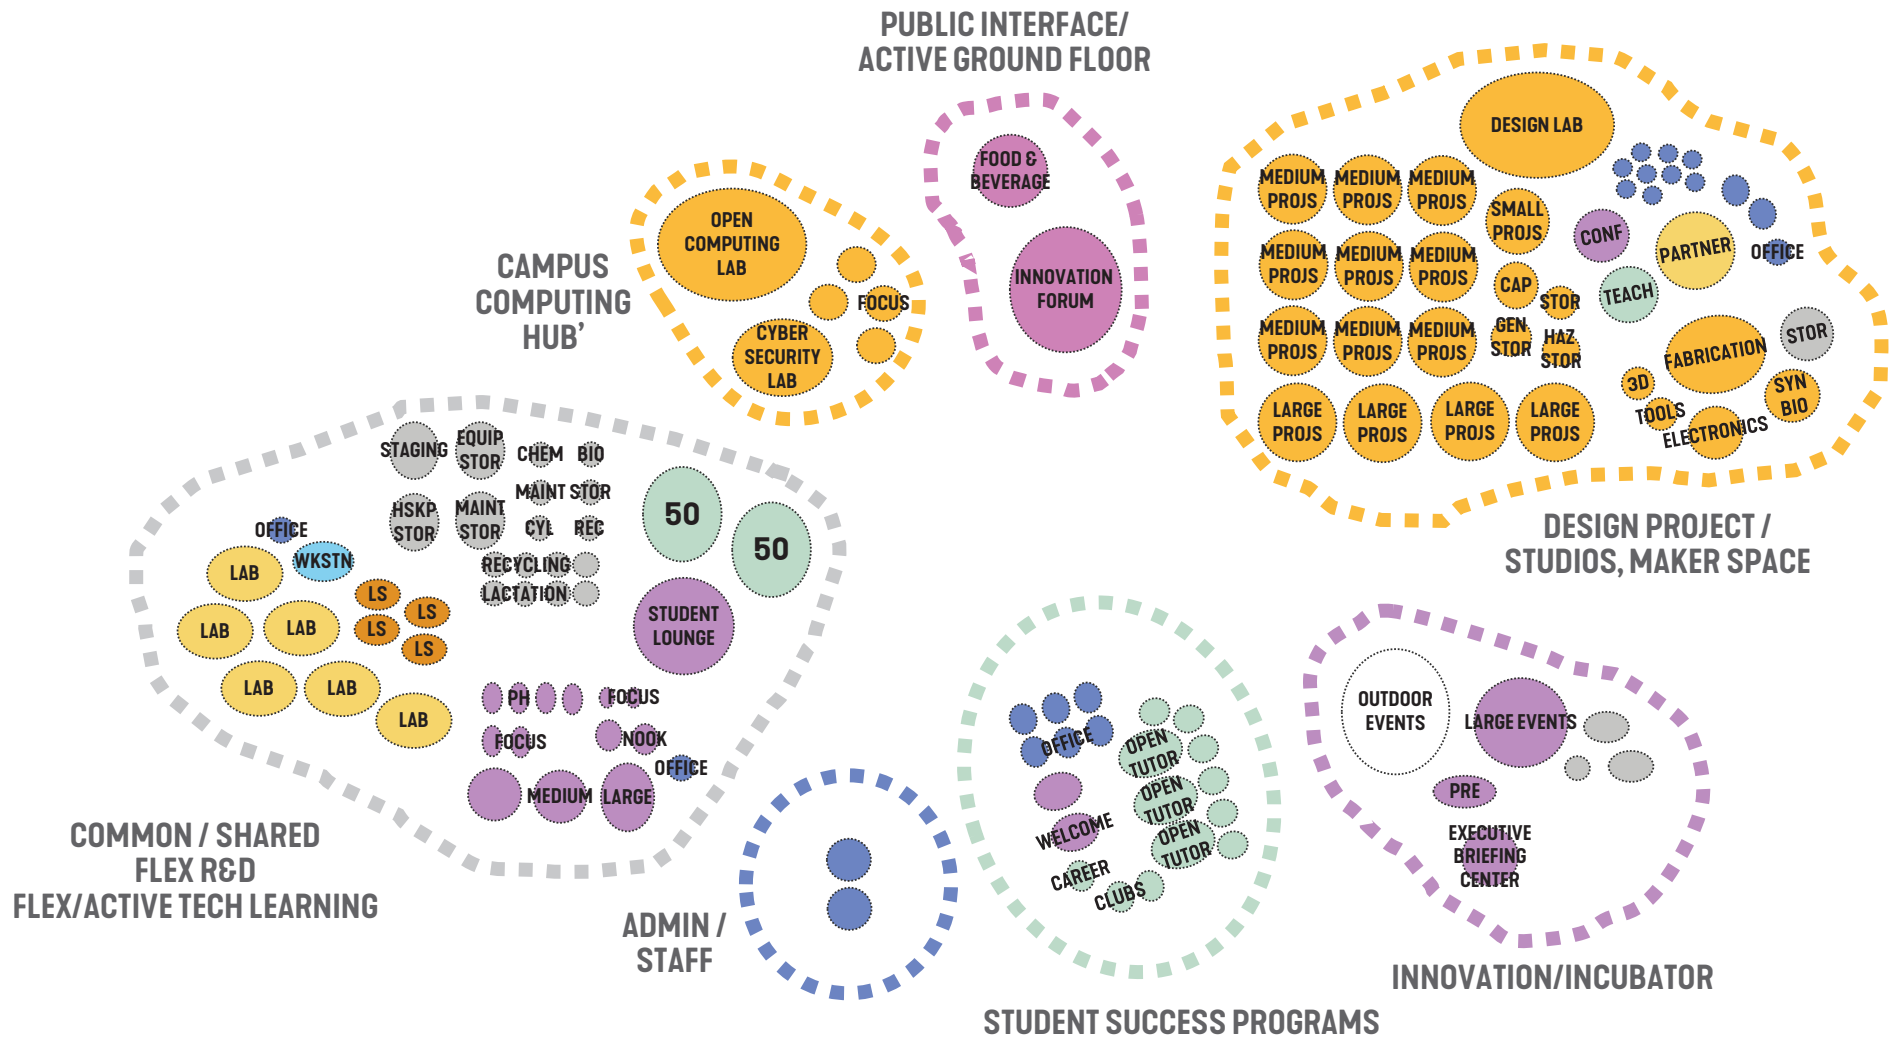 PUBLIC INTERFACE/
ACTIVE GROUND FLOOR
FOOD &
BEVERAGE
INNOVATION
FORUM
CAMPUS
COMPUTING
HUB’
OPEN
COMPUTING
LAB
FOCUS
CYBER
SECURITY
LAB
DESIGN LAB
MEDIUM
PROJS
MEDIUM
PROJS
MEDIUM
PROJS
SMALL
PROJS
CONF
PARTNER
OFFICE
MEDIUM
PROJS
MEDIUM
PROJS
MEDIUM
PROJS
CAP
STOR
TEACH
MEDIUM
PROJS
MEDIUM
PROJS
MEDIUM
PROJS
GEN
STOR
HAZ
STOR
FABRICATION
STOR
3D
TOOLS
ELECTRONICS
SYN
BIO
LARGE
PROJS
LARGE
PROJS
LARGE
PROJS
LARGE
PROJS
DESIGN PROJECT /
STUDIOS, MAKER SPACE
STAGING
EQUIP
STOR
CHEM
BIO
MAINT
STOR
HSKP
STOR
MAINT
STOR
CYL
REC
RECYCLING
LACTATION
50
50
STUDENT
LOUNGE
OFFICE
WKSTN
LAB
LS
LS
LS
LS
LAB
LAB
LAB
LAB
LAB
PH
FOCUS
FOCUS
NOOK
OFFICE
MEDIUM
LARGE
COMMON / SHARED
FLEX R&D
FLEX/ACTIVE TECH LEARNING
ADMIN /
STAFF
OFFICE
OPEN
TUTOR
OPEN
TUTOR
OPEN
TUTOR
WELCOME
CAREER
CLUBS
STUDENT SUCCESS PROGRAMS
OUTDOOR
EVENTS
LARGE EVENTS
PRE
EXECUTIVE
BRIEFING
CENTER
INNOVATION/INCUBATOR